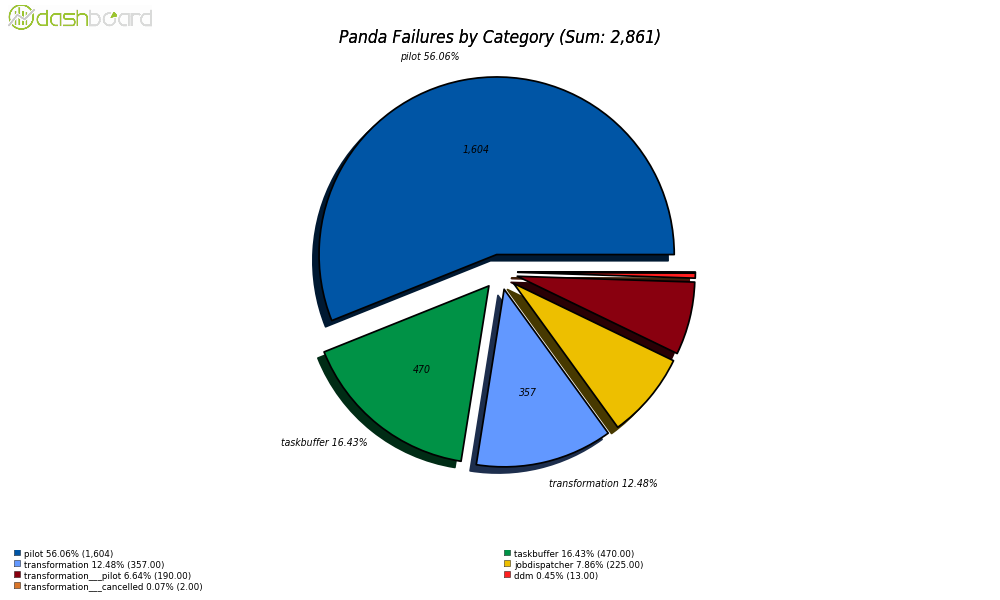 dashboard
Panda Failures by Category (Sum: 2,861)
pilot 56.06%
1,604
470
357
taskbuffer 16.43%
transformation 12.48%
pilot 56.06% (1,604)
taskbuffer 16.43% (470.00)
transformation 12.48% (357.00)
jobdispatcher 7.86% (225.00)
transformation___pilot 6.64% (190.00)
ddm 0.45% (13.00)
transformation___cancelled 0.07% (2.00)